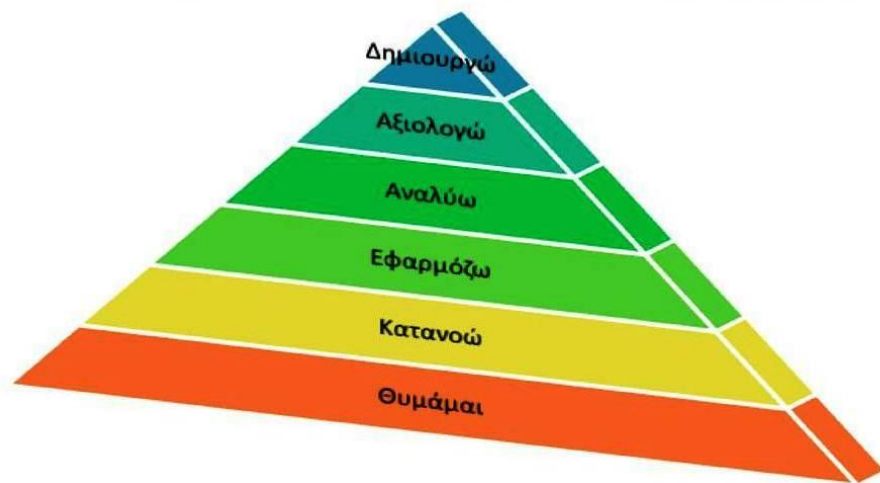 Δημιουργώ
Αξιολογώ
Αναλύω
Εφαρμόζω
Κατανοώ
Θυμάμαι